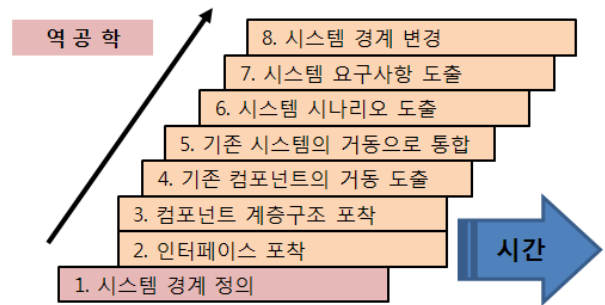 역 공 학
8. 시스템 경계 변경
7. 시스템 요구사항 도출
6. 시스템 시나리오 도출
5. 기존 시스템의 거동으로 통합
4. 기존 컴포넌트의 거동 도출
3. 컴포넌트 계층구조 포착
2. 인터페이스 포착
1. 시스템 경계 정의
시간